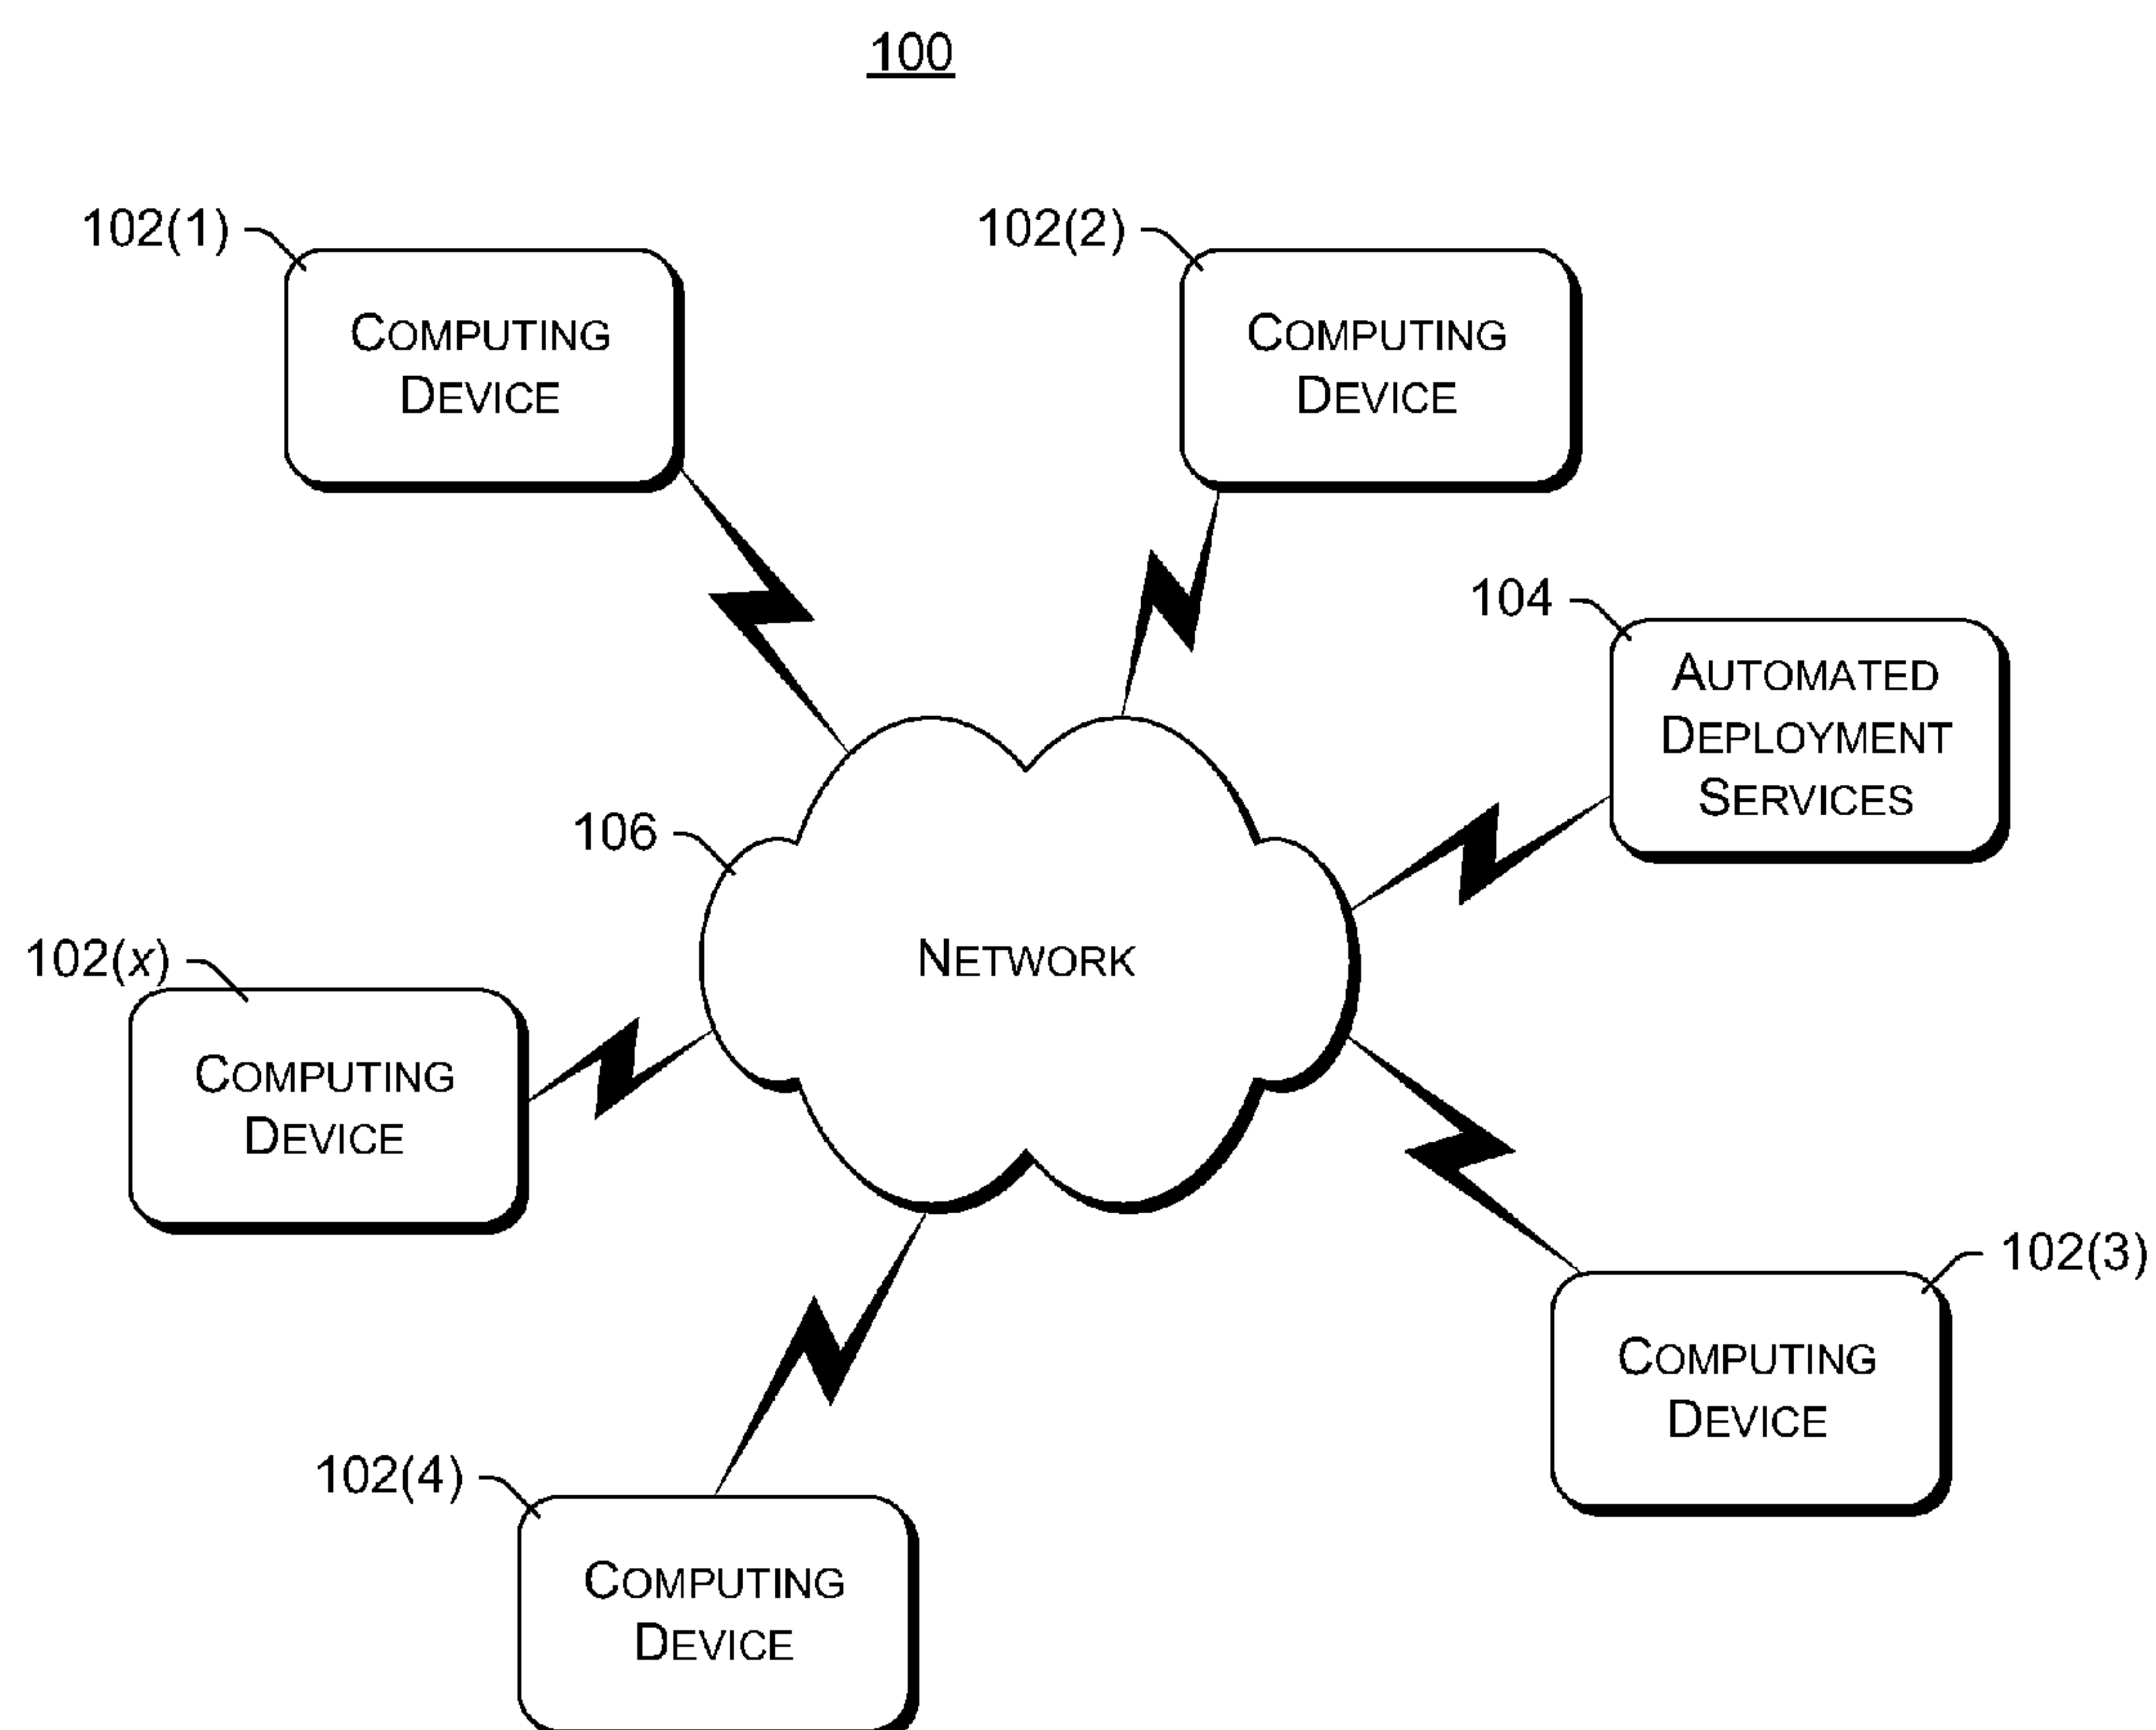 100
102(1)
102(2)
COMPUTING
DEVICE
COMPUTING
DEVICE
104
AUTOMATED
DEPLOYMENT
SERVICES
106
NETWORK
102(x)
COMPUTING
DEVICE
102(3)
COMPUTING
DEVICE
102(4)
COMPUTING
DEVICE